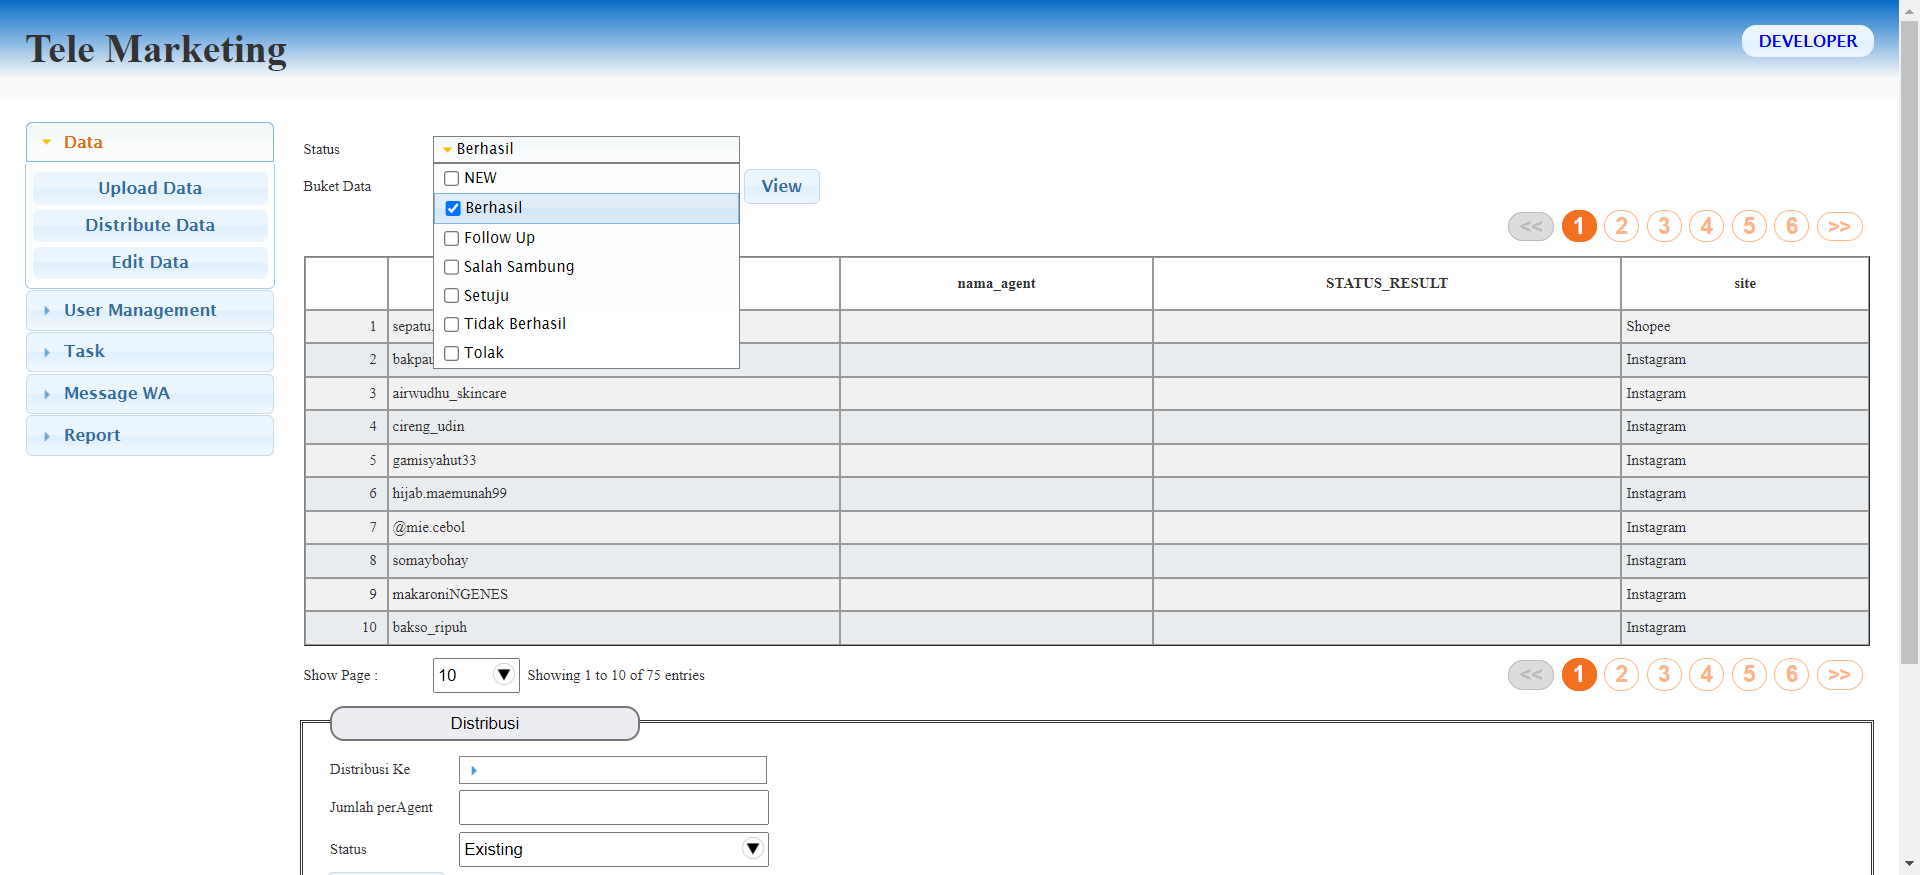 Tele Marketing
DEVELOPER
Data
Upload Data
Distribute Data
Edit Data
User Management
Task
Message WA
Report
Status
Berhasil
NEW
Berhasil
Follow Up
Salah Sambung
Setuju
Tidak Berhasil
Tolak
Buket Data
View
<< 1 2 3 4 5 6 >>
nama_agent STATUS_RESULT site
1 sepatu. Shopee
2 bakpau Instagram
3 airwudhu_skincare Instagram
4 cireng_udin Instagram
5 gamisyahut33 Instagram
6 hijab.maemunah99 Instagram
7 @mie.cebol Instagram
8 somaybohay Instagram
9 makaroniNGENES Instagram
10 bakso_ripuh Instagram
Show Page : 10 Showing 1 to 10 of 75 entries
<< 1 2 3 4 5 6 >>
Distribusi
Distribusi Ke
Jumlah perAgent
Status Existing